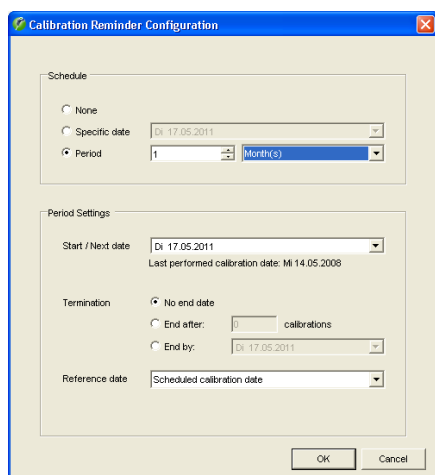 Calibration Reminder Configuration
Schedule
None
Specific date Di 17.05.2011
Period 1 Month(s)
Period Settings
Start / Next date Di 17.05.2011
Last performed calibration date: Mi 14.05.2008
Termination No end date
End after: 0 calibrations
End by: Di 17.05.2011
Reference date Scheduled calibration date
OK Cancel